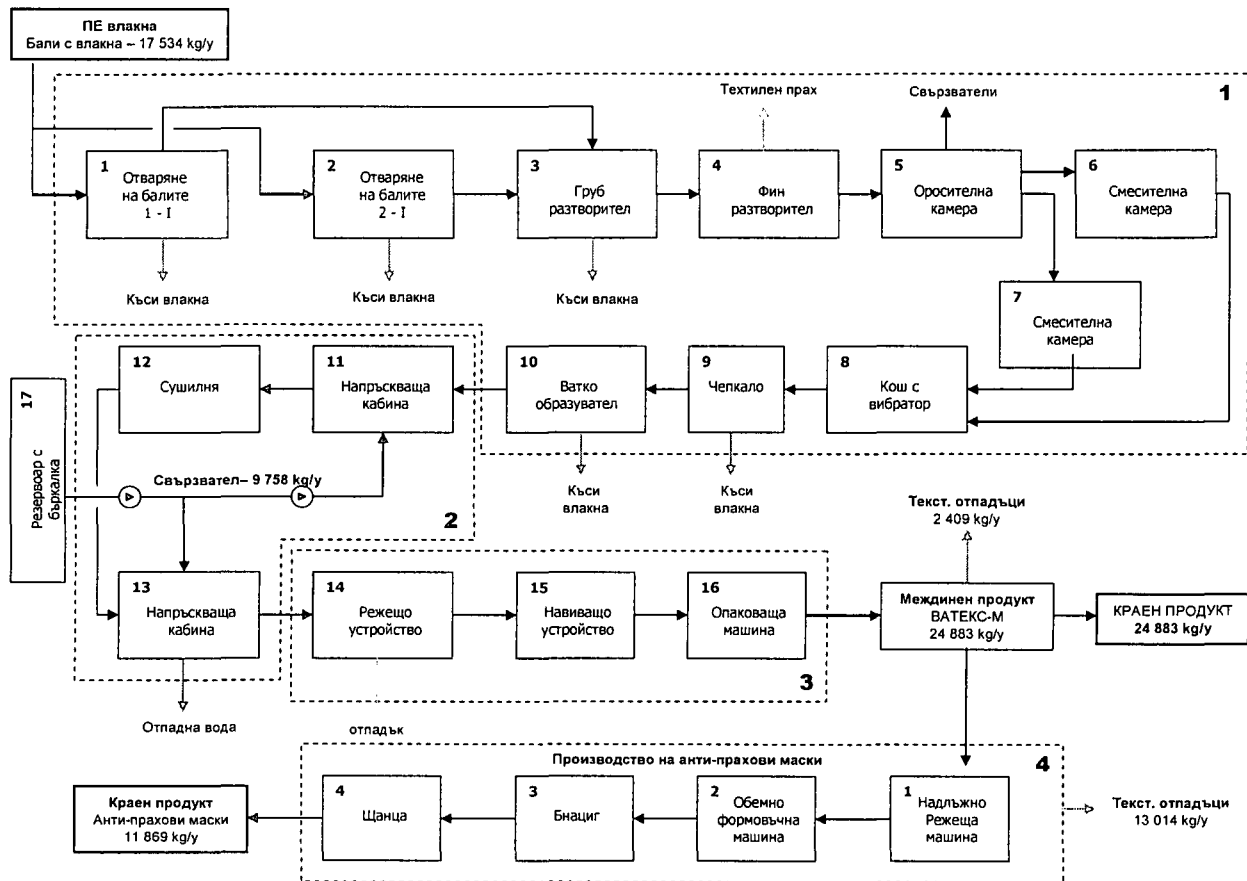 ПЕ влакна
Бали с влакна – 17 534 kg/y
Текстилен прах
Свързватели
1
1
Отваряне
на балите
1 - I
2
Отваряне
на балите
2 - I
3
Груб
разтворител
4
Фин
разтворител
5
Оросителна
камера
6
Смесителна
камера
Къси влакна
Къси влакна
Къси влакна
7
Смесителна
камера
12
Сушилня
11
Напръскваща
кабина
10
Ватко
образувател
9
Чепкало
8
Кош с
вибратор
17
Резервоар с
бъркалка
Свързвател– 9 758 kg/y
Къси
влакна
Къси
влакна
2
Текст. отпадъци
2 409 kg/y
13
Напръскваща
кабина
14
Режещо
устройство
15
Навиващо
устройство
16
Опаковаща
машина
Междинен продукт
ВАТЕКС-М
24 883 kg/y
КРАЕН ПРОДУКТ
24 883 kg/y
3
Отпадна вода
отпадък
Производство на анти-прахови маски
4
Краен продукт
Анти-прахови маски
11 869 kg/y
4
Щанца
3
Бнациг
2
Обемно
формовъчна
машина
1
Надлъжно
Режеща
машина
Текст. отпадъци
13 014 kg/y